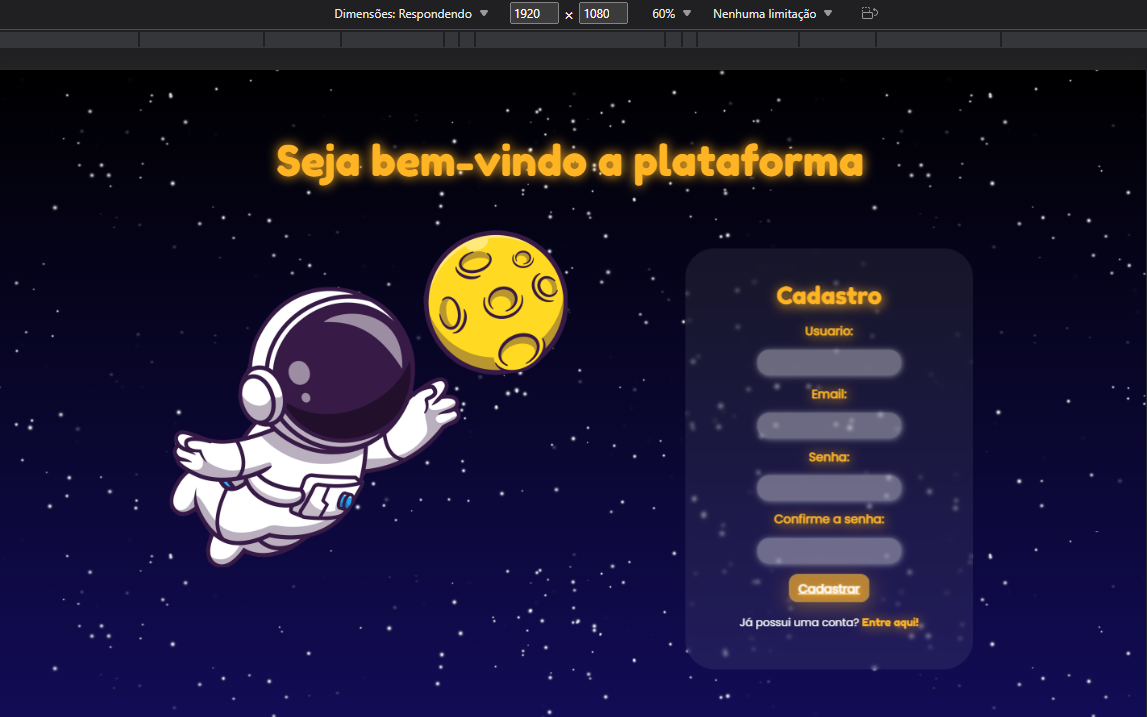 Dimensões: Respondendo 1920 × 1080 60% Nenhuma limitação
Seja bem-vindo a plataforma
Cadastro
Usuario:
Email:
Senha:
Confirme a senha:
Cadastrar
Já possui uma conta? Entre aqui!